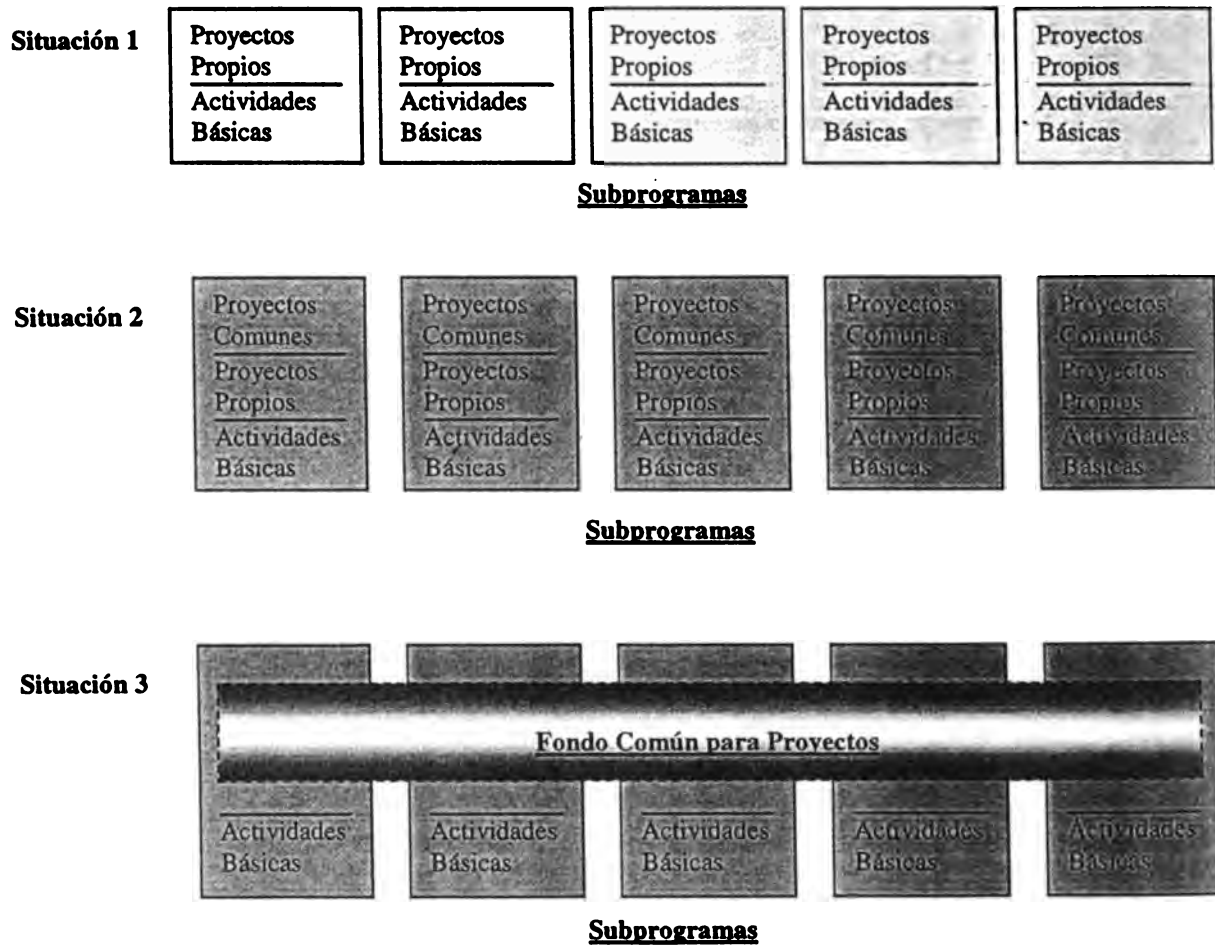 Situación 1
Proyectos
Propios
Actividades
Básicas
Proyectos
Propios
Actividades
Básicas
Proyectos
Propios
Actividades
Básicas
Proyectos
Propios
Actividades
Básicas
Proyectos
Propios
Actividades
Básicas
Subprogramas
Situación 2
Proyectos
Comunes
Proyectos
Propios
Actividades
Básicas
Proyectos
Comunes
Proyectos
Propios
Actividades
Básicas
Proyectos
Comunes
Proyectos
Propios
Actividades
Básicas
Proyectos
Comunes
Proyectos
Propios
Actividades
Básicas
Proyectos
Comunes
Proyectos
Propios
Actividades
Básicas
Subprogramas
Situación 3
Fondo Común para Proyectos
Actividades
Básicas
Actividades
Básicas
Actividades
Básicas
Actividades
Básicas
Actividades
Básicas
Subprogramas